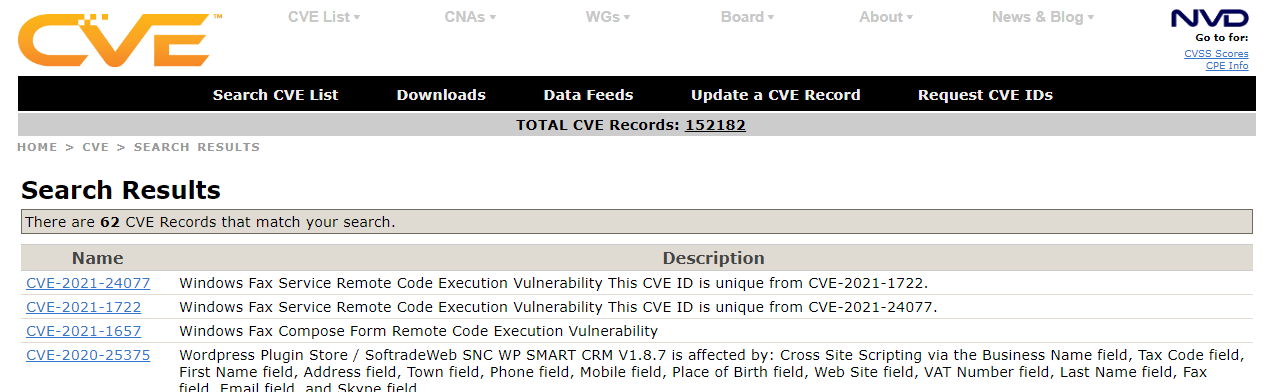 CVE™ CVE List▾ CNAs▾ WGs▾ Board▾ About▾ News & Blog▾ NVD
Go to for:
CVSS Scores
CPE Info
Search CVE List Downloads Data Feeds Update a CVE Record Request CVE IDs
TOTAL CVE Records: 152182
HOME > CVE > SEARCH RESULTS
Search Results
There are 62 CVE Records that match your search.
Name Description
CVE-2021-24077 Windows Fax Service Remote Code Execution Vulnerability This CVE ID is unique from CVE-2021-1722.
CVE-2021-1722 Windows Fax Service Remote Code Execution Vulnerability This CVE ID is unique from CVE-2021-24077.
CVE-2021-1657 Windows Fax Compose Form Remote Code Execution Vulnerability
CVE-2020-25375 Wordpress Plugin Store / SoftradeWeb SNC WP SMART CRM V1.8.7 is affected by: Cross Site Scripting via the Business Name field, Tax Code field,
First Name field, Address field, Town field, Phone field, Mobile field, Place of Birth field, Web Site field, VAT Number field, Last Name field, Fax
field, Email field, and Skype field